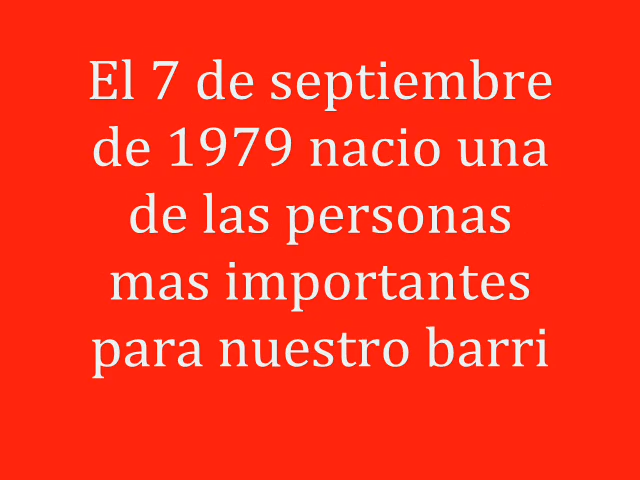 El 7 de septiembre
de 1979 nacio una
de las personas
mas importantes
para nuestro barri